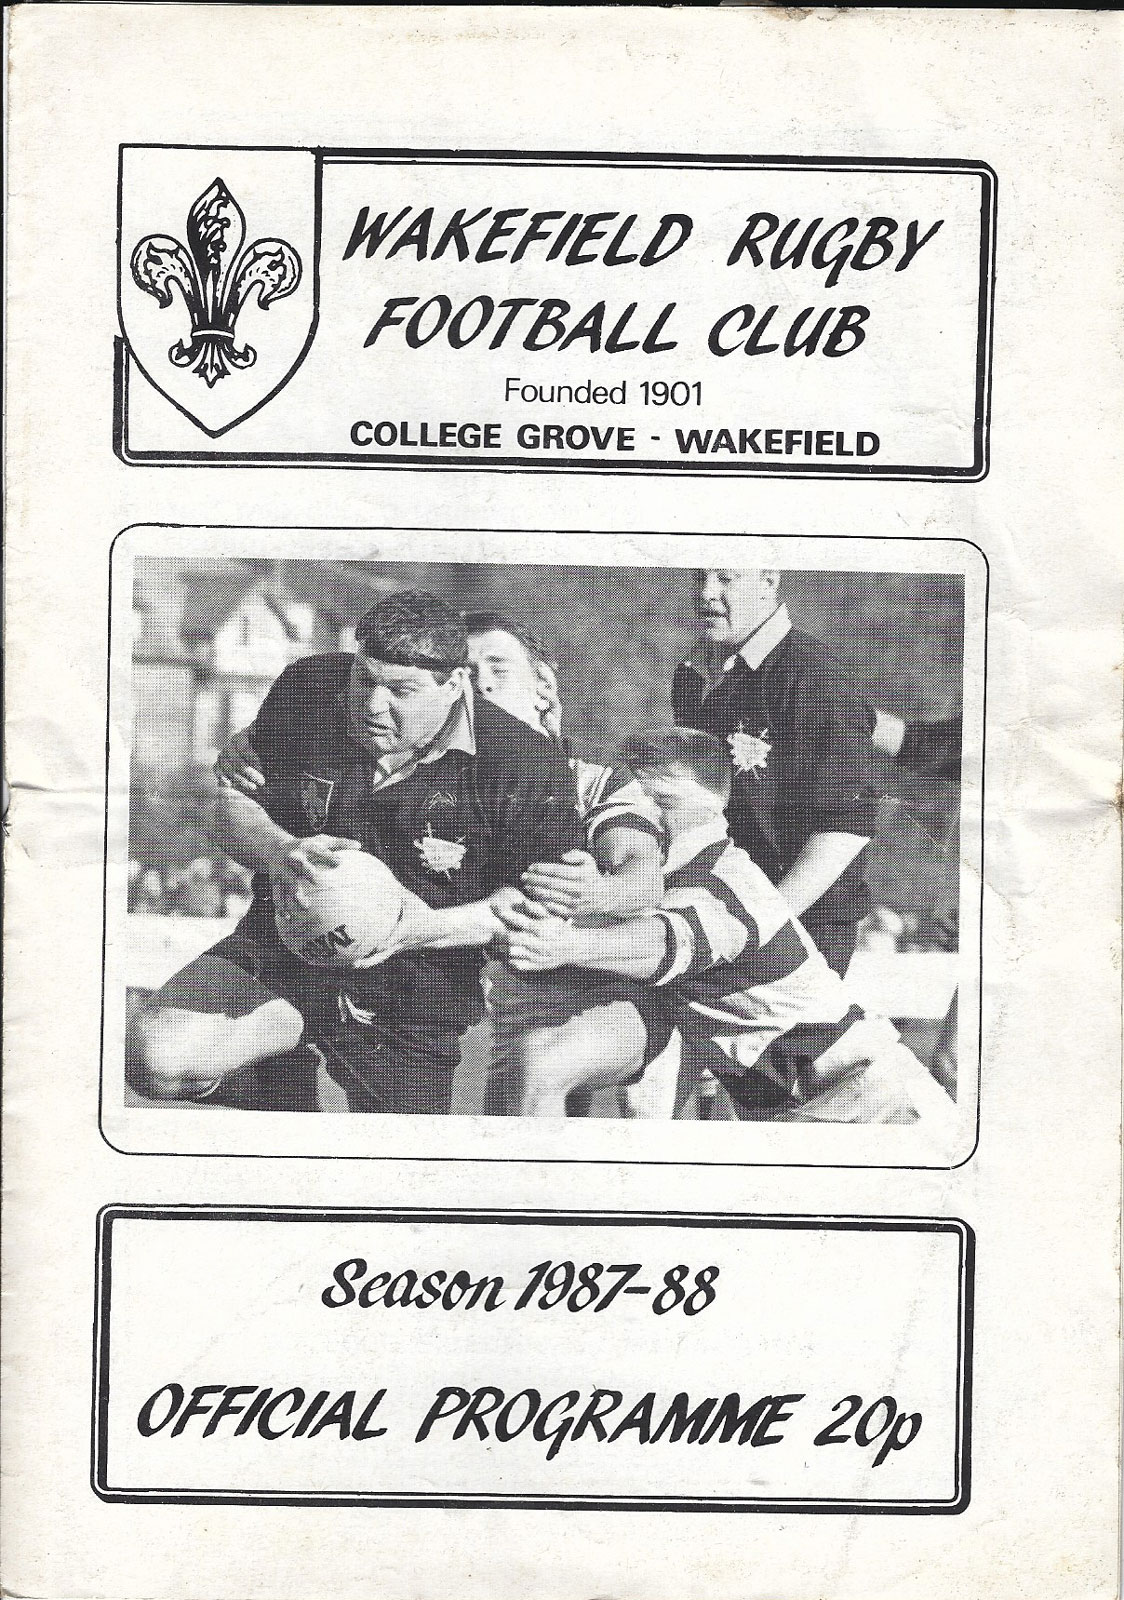 WAKEFIELD RUGBY
FOOTBALL CLUB
Founded 1901
COLLEGE GROVE - WAKEFIELD
Season 1987-88
OFFICIAL PROGRAMME 20p